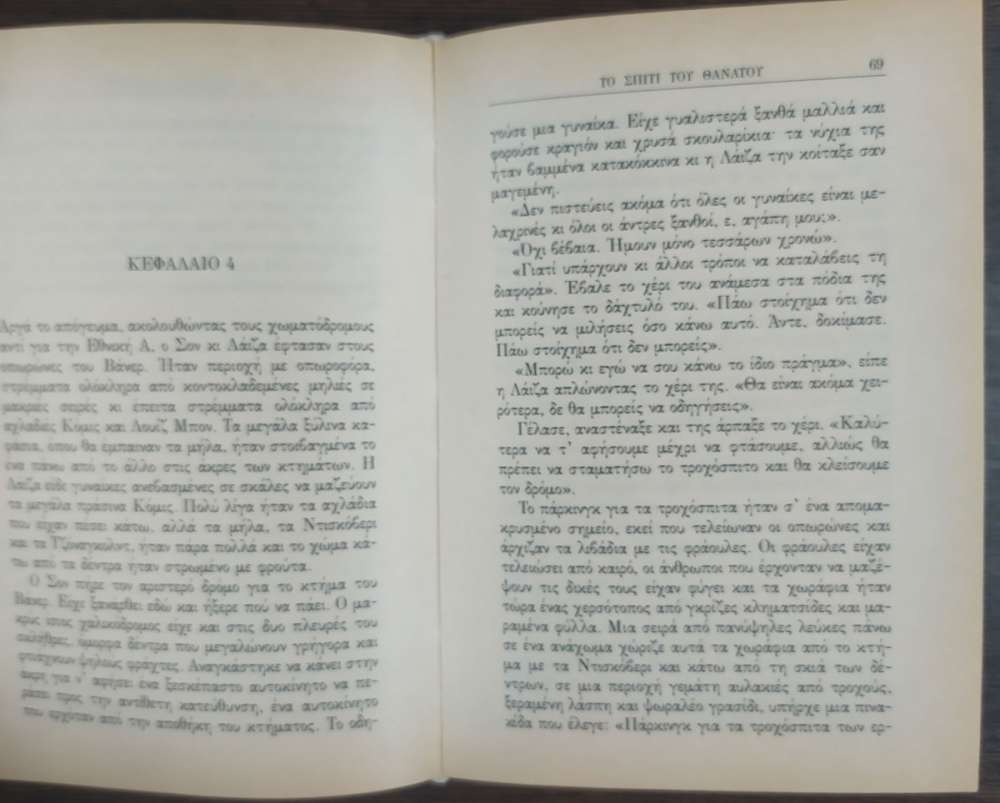 ΚΕΦΑΛΑΙΟ 4
Αργά το απόγευμα, ακολουθώντας τους χωματόδρομους
αντί για την Εθνική Α, ο Σον κι Λάιζα έφτασαν στους
οπωρώνες του Βάνερ. Ήταν περιοχή με οπωροφόρα,
στρέμματα ολόκληρα από κοντοκλαδεμένες μηλιές σε
μακριές σειρές κι έπειτα στρέμματα ολόκληρα από
αχλαδιές Κόμις και Λουίζ Μπον. Τα μεγάλα ξύλινα κα-
φάσια, όπου θα έμπαιναν τα μήλα, ήταν στοιβαγμένα το
ένα πάνω από το άλλο στις άκρες των κτημάτων. Η
Λάιζα είδε γυναίκες ανεβασμένες σε σκάλες να μαζεύουν
τα μεγάλα πράσινα Κόμις. Πολύ λίγα ήταν τα αχλάδια
που είχαν πέσει κάτω, αλλά τα μήλα, τα Ντισκόβερι
και τα Τζόναγκολντ, ήταν πάρα πολλά και το χώμα κά-
τω από τα δέντρα ήταν στρωμένο με φρούτα.
Ο Σον πήρε τον αριστερό δρόμο για το κτήμα του
Βάνερ. Είχε ξανάρθει εδώ και ήξερε πού να πάει. Ο μα-
κρύς ίσιος χαλικόδρομος είχε και στις δυο πλευρές του
σκλήθρες, όμορφα δέντρα που μεγαλώνουν γρήγορα και
φτιάχνουν ψηλούς φράχτες. Αναγκάστηκε να κάνει στην
άκρη για ν' αφήσει ένα ξεσκέπαστο αυτοκίνητο να πε-
ράσει προς την αντίθετη κατεύθυνση, ένα αυτοκίνητο
που ερχόταν από την αποθήκη του κτήματος. Το οδη-
ΤΟ ΣΠΙΤΙ ΤΟΥ ΘΑΝΑΤΟΥ 69
γούσε μια γυναίκα. Είχε γυαλιστερά ξανθά μαλλιά και
φορούσε κραγιόν και χρυσά σκουλαρίκια· τα νύχια της
ήταν βαμμένα κατακόκκινα κι η Λάιζα την κοίταξε σαν
μαγεμένη.
«Δεν πιστεύεις ακόμα ότι όλες οι γυναίκες είναι με-
λαχρινές κι όλοι οι άντρες ξανθοί, ε, αγάπη μου;».
«Όχι βέβαια. Ήμουν μόνο τεσσάρων χρονώ».
«Γιατί υπάρχουν κι άλλοι τρόποι να καταλάβεις τη
διαφορά». Έβαλε το χέρι του ανάμεσα στα πόδια της
και κούνησε το δάχτυλό του. «Πάω στοίχημα ότι δεν
μπορείς να μιλήσεις όσο κάνω αυτό. Άντε, δοκίμασε.
Πάω στοίχημα ότι δεν μπορείς».
«Μπορώ κι εγώ να σου κάνω το ίδιο πράγμα», είπε
η Λάιζα απλώνοντας το χέρι της. «Θα είναι ακόμα χει-
ρότερα, δε θα μπορείς να οδηγήσεις».
Γέλασε, αναστέναξε και της άρπαξε το χέρι. «Καλύ-
τερα να τ' αφήσουμε μέχρι να φτάσουμε, αλλιώς θα
πρέπει να σταματήσω το τροχόσπιτο και θα κλείσουμε
τον δρόμο».
Το πάρκινγκ για τα τροχόσπιτα ήταν σ' ένα απομα-
κρυσμένο σημείο, εκεί που τελείωναν οι οπωρώνες και
άρχιζαν τα λιβάδια με τις φράουλες. Οι φράουλες είχαν
τελειώσει από καιρό, οι άνθρωποι που έρχονταν να μαζέ-
ψουν τις δικές τους είχαν φύγει και τα χωράφια ήταν
τώρα ένας χερσότοπος από γκρίζες κληματσίδες και μα-
ραμένα φύλλα. Μια σειρά από πανύψηλες λεύκες πάνω
σε ένα ανάχωμα χώριζε αυτά τα χωράφια από το κτή-
μα με τα Ντισκόβερι και κάτω από τη σκιά των δέ-
ντρων, σε μια περιοχή γεμάτη αυλακιές από τροχούς,
ξεραμένη λάσπη και ψωραλέο γρασίδι, υπήρχε μια πινα-
κίδα που έλεγε: «Πάρκινγκ για τα τροχόσπιτα των ερ-